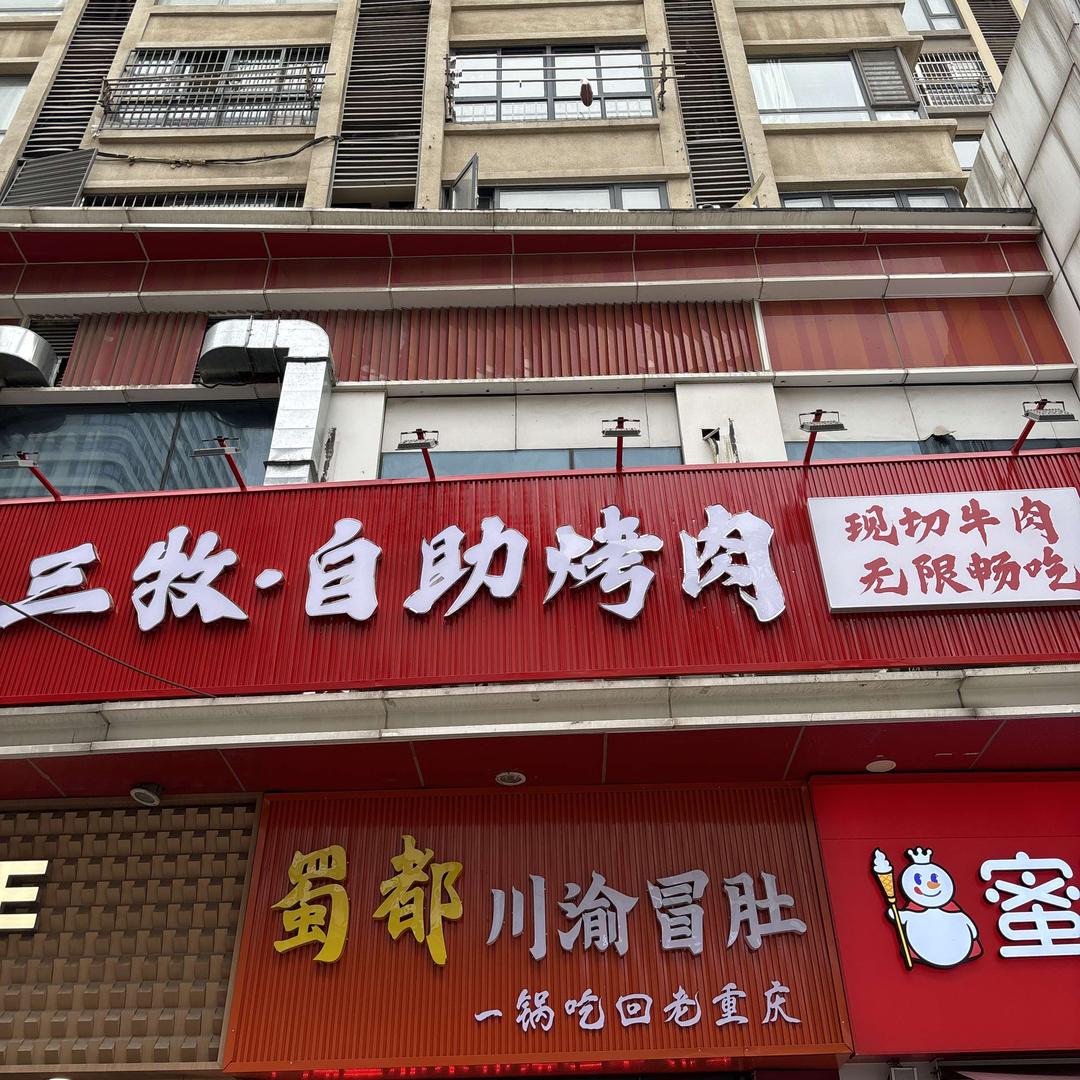 三牧·自助烤肉
现切牛肉
无限畅吃
E
蜀都川渝冒肚
一锅吃回老重庆
蜜